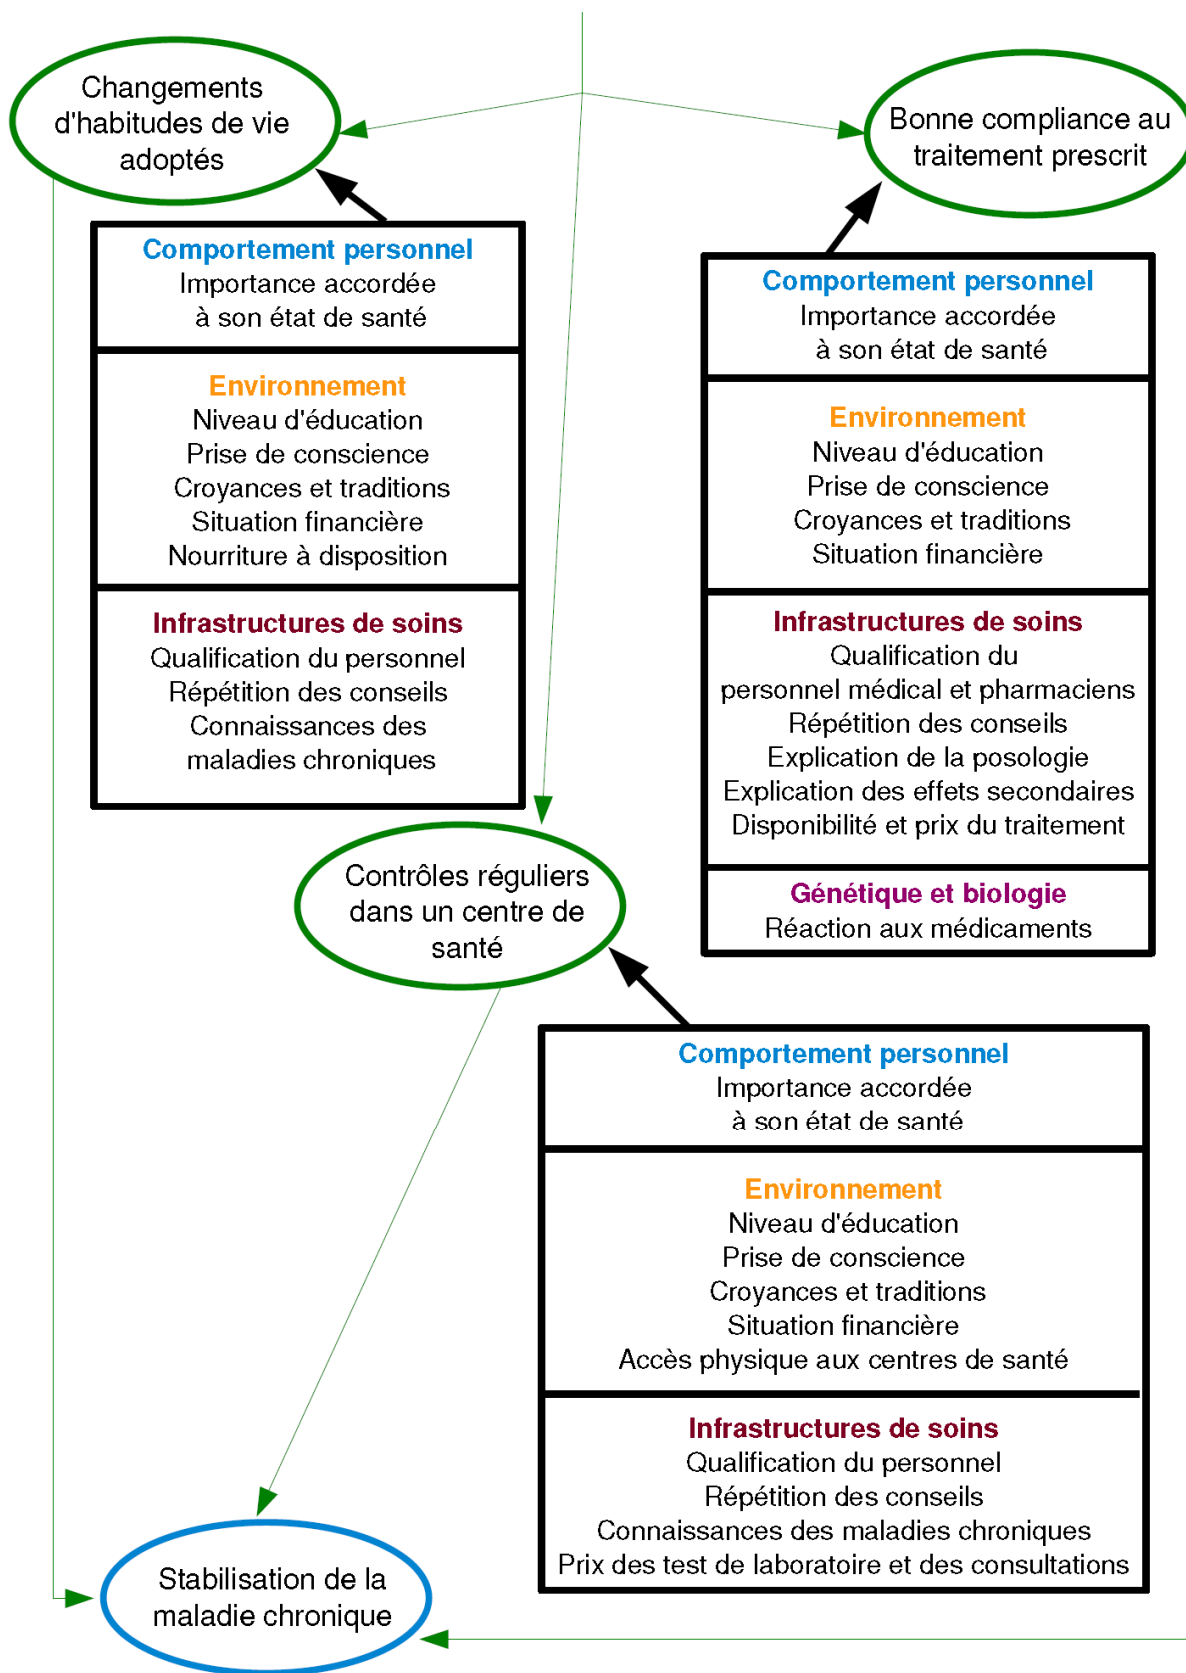 Changements
d'habitudes de vie
adoptés
Bonne compliance au
traitement prescrit
Comportement personnel
Importance accordée
à son état de santé
Environnement
Niveau d'éducation
Prise de conscience
Croyances et traditions
Situation financière
Nourriture à disposition
Infrastructures de soins
Qualification du personnel
Répétition des conseils
Connaissances des
maladies chroniques
Comportement personnel
Importance accordée
à son état de santé
Environnement
Niveau d'éducation
Prise de conscience
Croyances et traditions
Situation financière
Infrastructures de soins
Qualification du
personnel médical et pharmaciens
Répétition des conseils
Explication de la posologie
Explication des effets secondaires
Disponibilité et prix du traitement
Génétique et biologie
Réaction aux médicaments
Contrôles réguliers
dans un centre de
santé
Comportement personnel
Importance accordée
à son état de santé
Environnement
Niveau d'éducation
Prise de conscience
Croyances et traditions
Situation financière
Accès physique aux centres de santé
Infrastructures de soins
Qualification du personnel
Répétition des conseils
Connaissances des maladies chroniques
Prix des test de laboratoire et des consultations
Stabilisation de la
maladie chronique